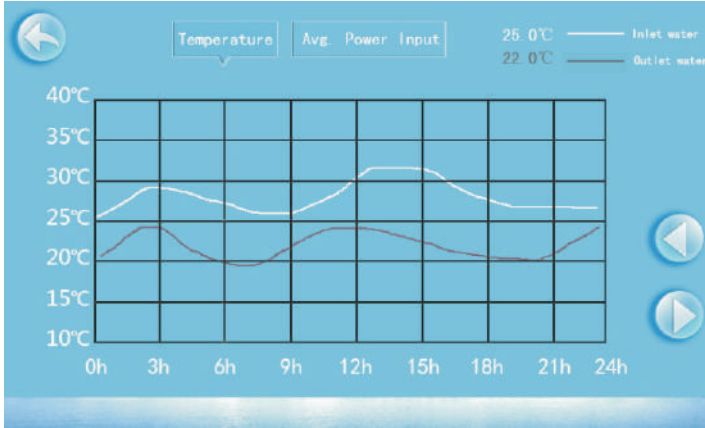 Temperature
Avg. Power Input
25.0℃ Inlet water
22.0℃ Outlet water
40℃
35℃
30℃
25℃
20℃
15℃
10℃
0h 3h 6h 9h 12h 15h 18h 21h 24h